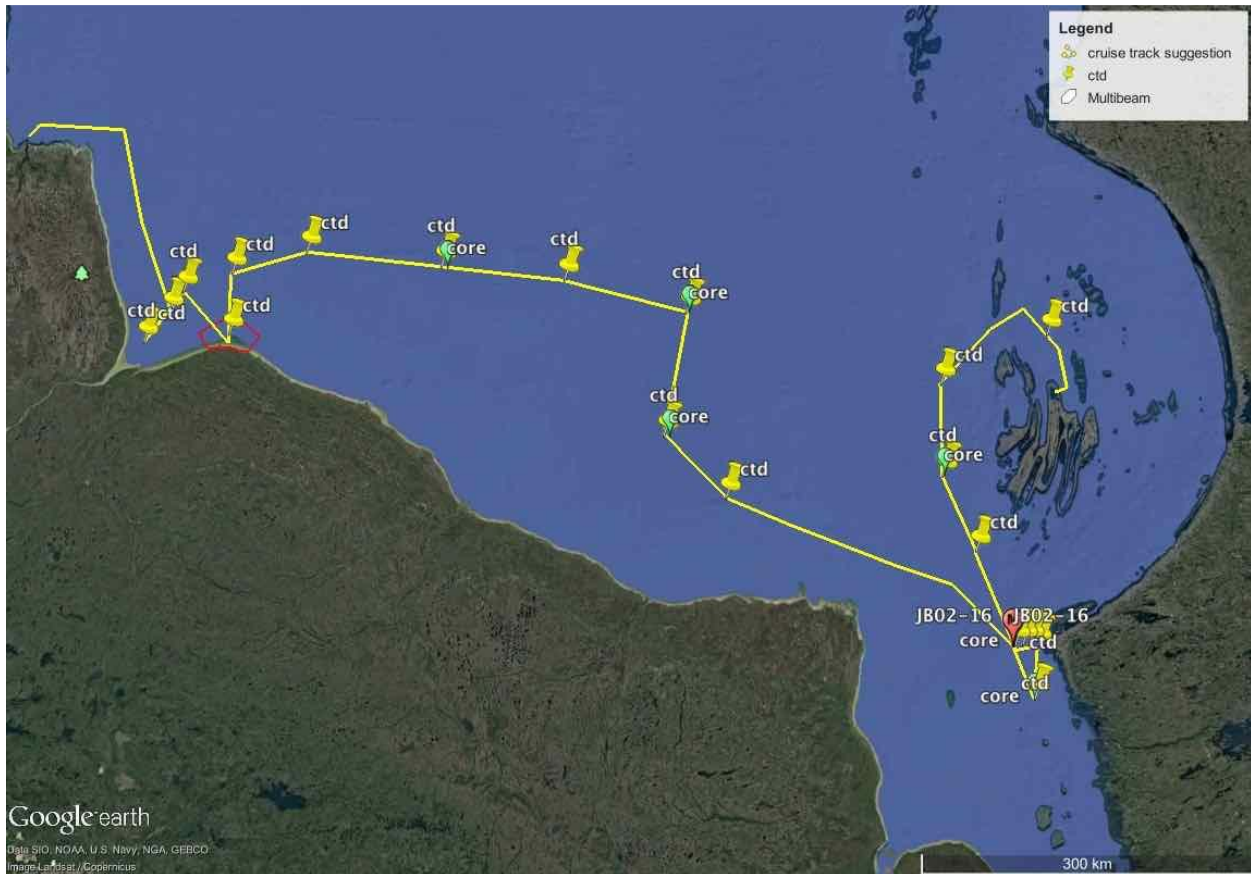 Legend
cruise track suggestion
ctd
Multibeam
ctd
ctd
ctd
core
ctd
ctd
ctd
core
ctd
ctd
ctd
ctd
ctd
ctd
core
ctd
ctd
core
ctd
ctd
JB02-16
JB02-16
core
ctd
ctd
core
Google earth
Data SIO, NOAA, U.S. Navy, NGA, GEBCO
Image Landsat / Copernicus
300 km